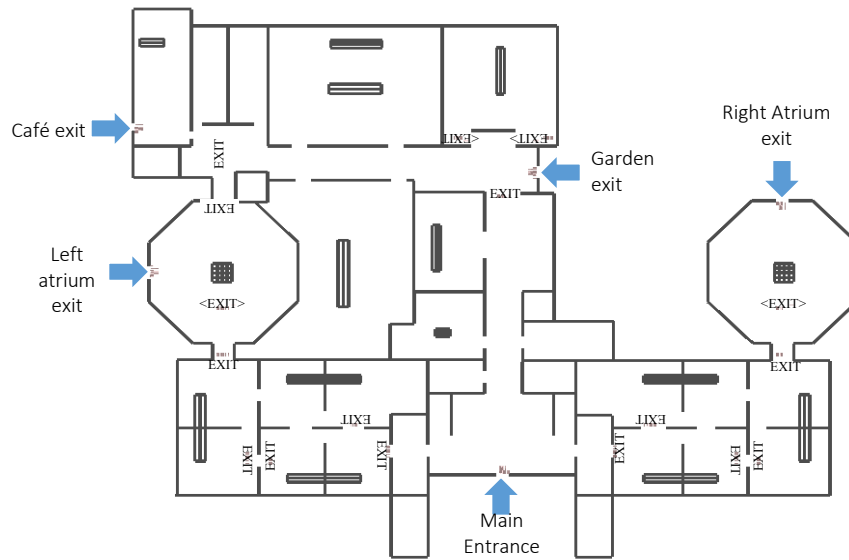 Café exit
Right Atrium
exit
>EXIT
EXIT<
EXIT
Garden
exit
EXIT
EXIT
Left
atrium
exit
<EXIT>
<EXIT>
EXIT
EXIT
EXIT
EXIT
EXIT
EXIT
EXIT
EXIT
EXIT
EXIT
Main
Entrance